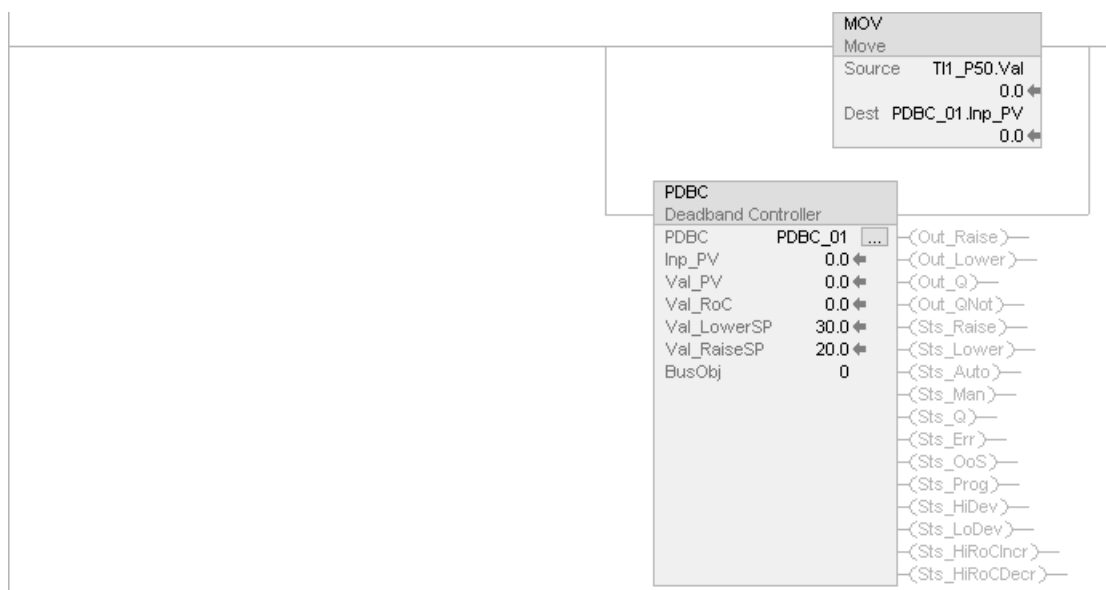 MOV
Move
Source TI1_P50.Val
0.0
Dest PDBC_01.Inp_PV
0.0
PDBC
Deadband Controller
PDBC PDBC_01 ... (Out_Raise)
Inp_PV 0.0 (Out_Lower)
Val_PV 0.0 (Out_Q)
Val_RoC 0.0 (Out_QNot)
Val_LowerSP 30.0 (Sts_Raise)
Val_RaiseSP 20.0 (Sts_Lower)
BusObj 0 (Sts_Auto)
(Sts_Man)
(Sts_Q)
(Sts_Err)
(Sts_OoS)
(Sts_Prog)
(Sts_HiDev)
(Sts_LoDev)
(Sts_HiRoCIncr)
(Sts_HiRoCDecr)